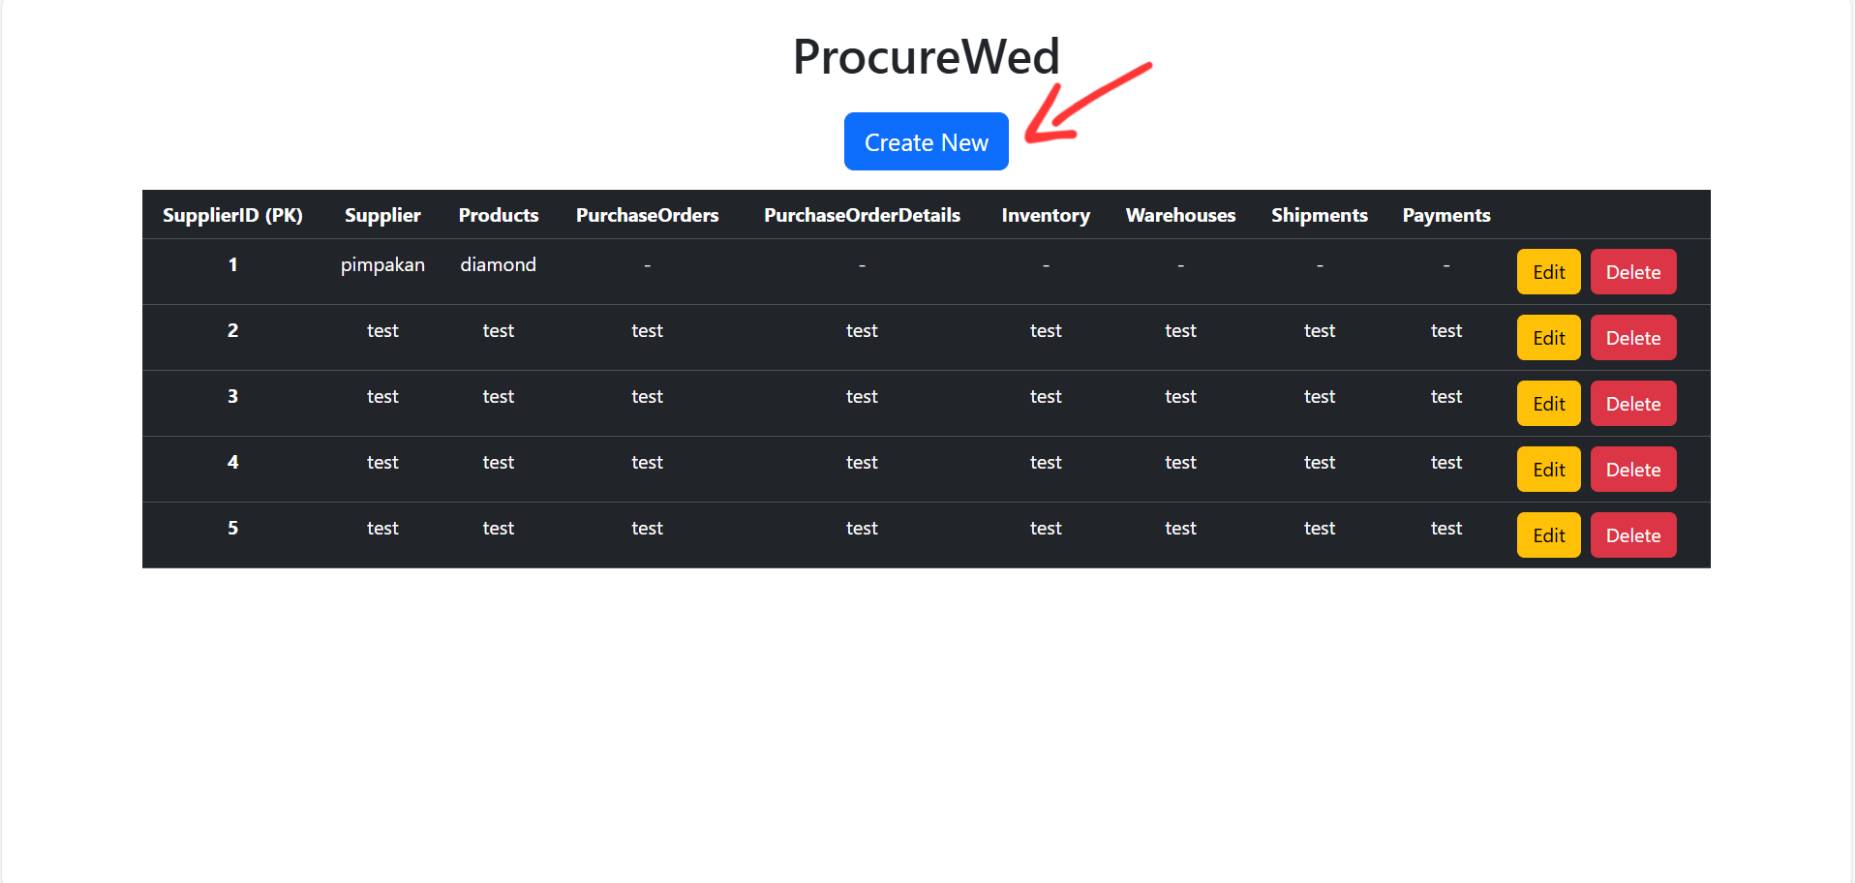 ProcureWed
Create New
SupplierID (PK) Supplier Products PurchaseOrders PurchaseOrderDetails Inventory Warehouses Shipments Payments
1 pimpakan diamond - - - - - - Edit Delete
2 test test test test test test test test Edit Delete
3 test test test test test test test test Edit Delete
4 test test test test test test test test Edit Delete
5 test test test test test test test test Edit Delete